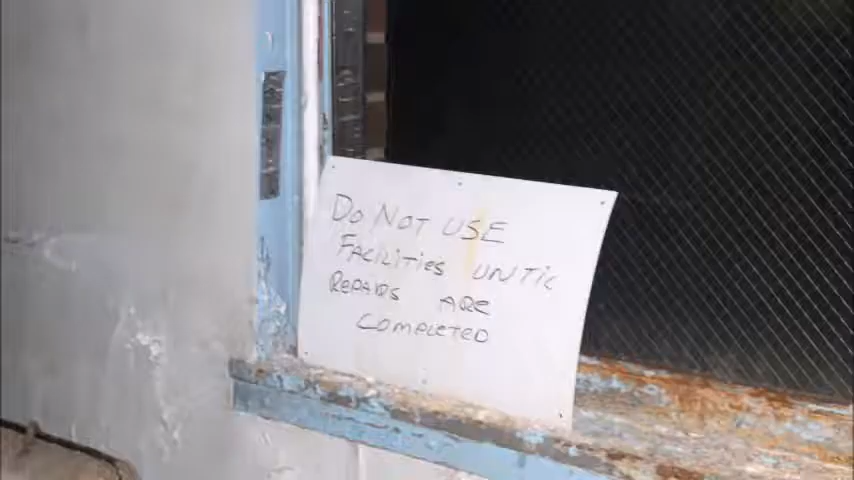 DO NOT USE
FACILITIES UNTIL
REPAIRS ARE
COMPLETED